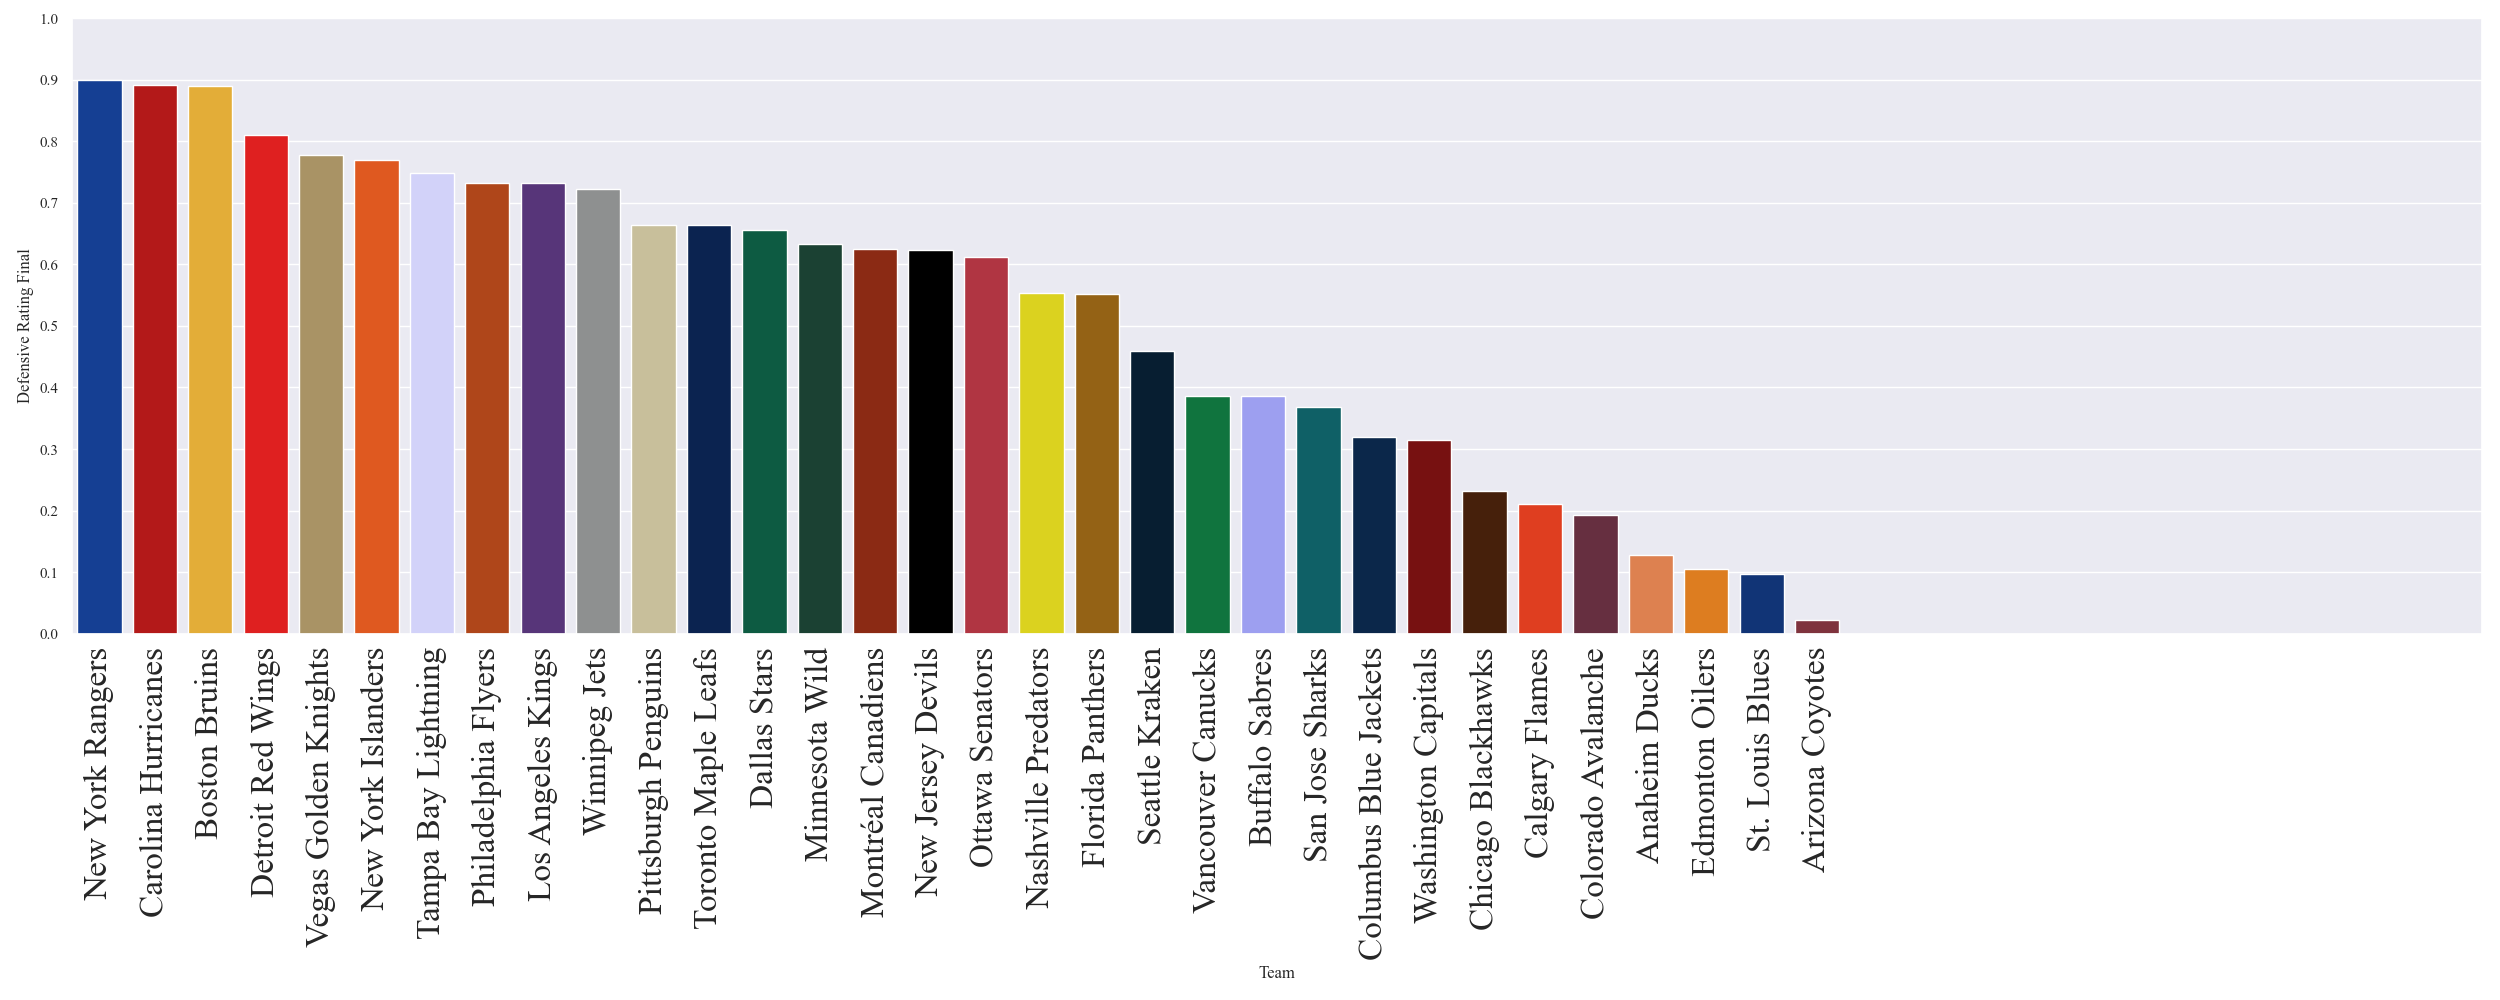 1.0
0.9
0.8
0.7
0.6
0.5
0.4
0.3
0.2
0.1
0.0
Defensive Rating Final
New York Rangers
Carolina Hurricanes
Boston Bruins
Detroit Red Wings
Vegas Golden Knights
New York Islanders
Tampa Bay Lightning
Philadelphia Flyers
Los Angeles Kings
Winnipeg Jets
Pittsburgh Penguins
Toronto Maple Leafs
Dallas Stars
Minnesota Wild
Montréal Canadiens
New Jersey Devils
Ottawa Senators
Nashville Predators
Florida Panthers
Seattle Kraken
Vancouver Canucks
Buffalo Sabres
San Jose Sharks
Columbus Blue Jackets
Washington Capitals
Chicago Blackhawks
Calgary Flames
Colorado Avalanche
Anaheim Ducks
Edmonton Oilers
St. Louis Blues
Arizona Coyotes
Team